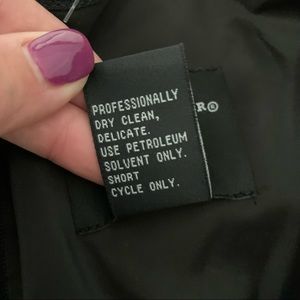 PROFESSIONALLY
DRY CLEAN,
DELICATE.
USE PETROLEUM
SOLVENT ONLY.
SHORT
CYCLE ONLY.
R®